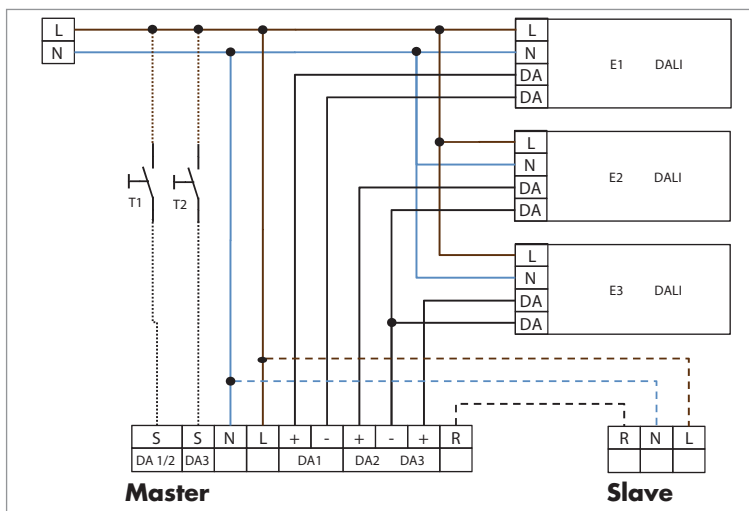 L
N
L
N
DA
DA
E1 DALI
L
N
DA
DA
E2 DALI
T1
T2
L
N
DA
DA
E3 DALI
S S N L + - + - + R
DA 1/2 DA3 DA1 DA2 DA3
R N L
Master
Slave